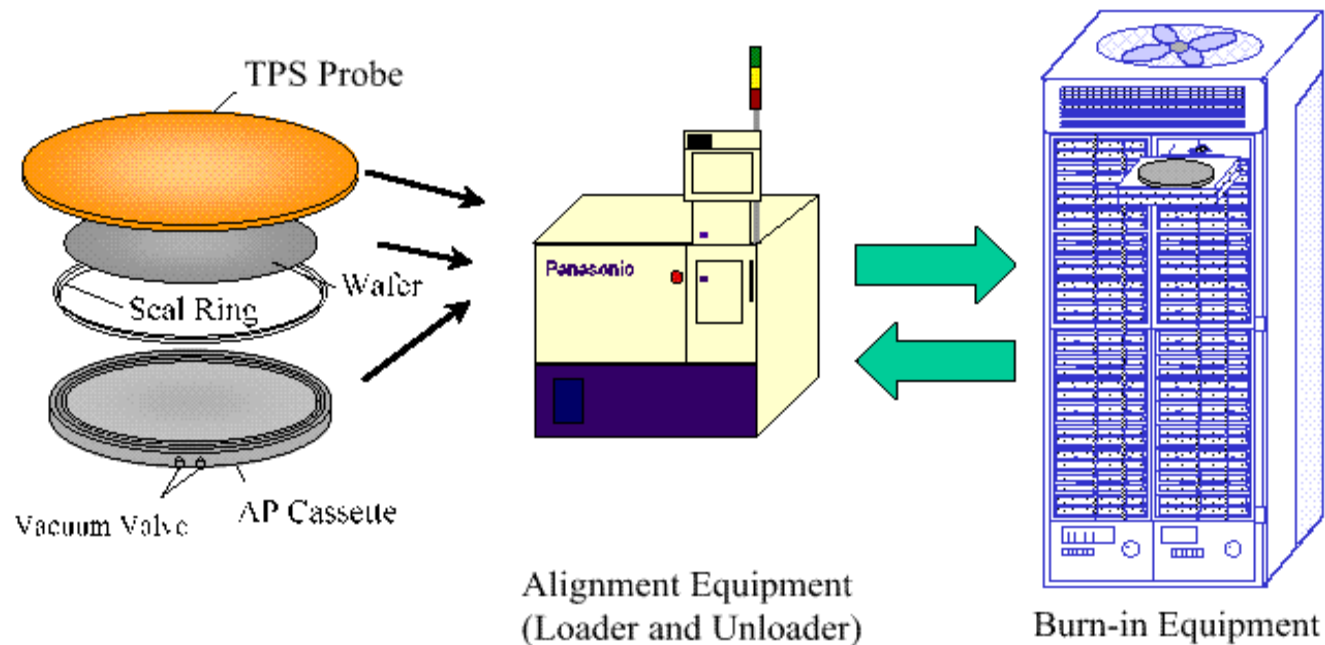 TPS Probe
Wafer
Seal Ring
Vacuum Valve
AP Cassette
Panasonic
Alignment Equipment
(Loader and Unloader)
Burn-in Equipment